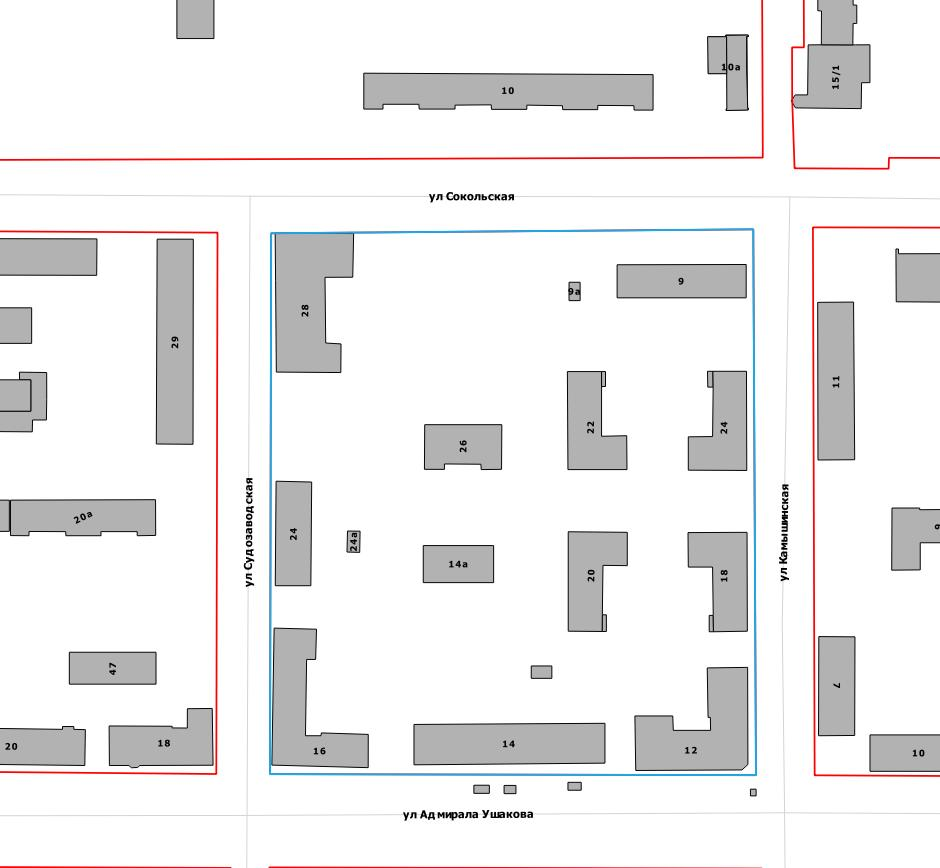 10а
15/1
10
ул Сокольская
9
9а
28
29
11
22
24
26
20а
24
24а
14а
20
18
ул Судозаводская
ул Камышинская
9
47
7
18
20
16
14
12
10
ул Адмирала Ушакова